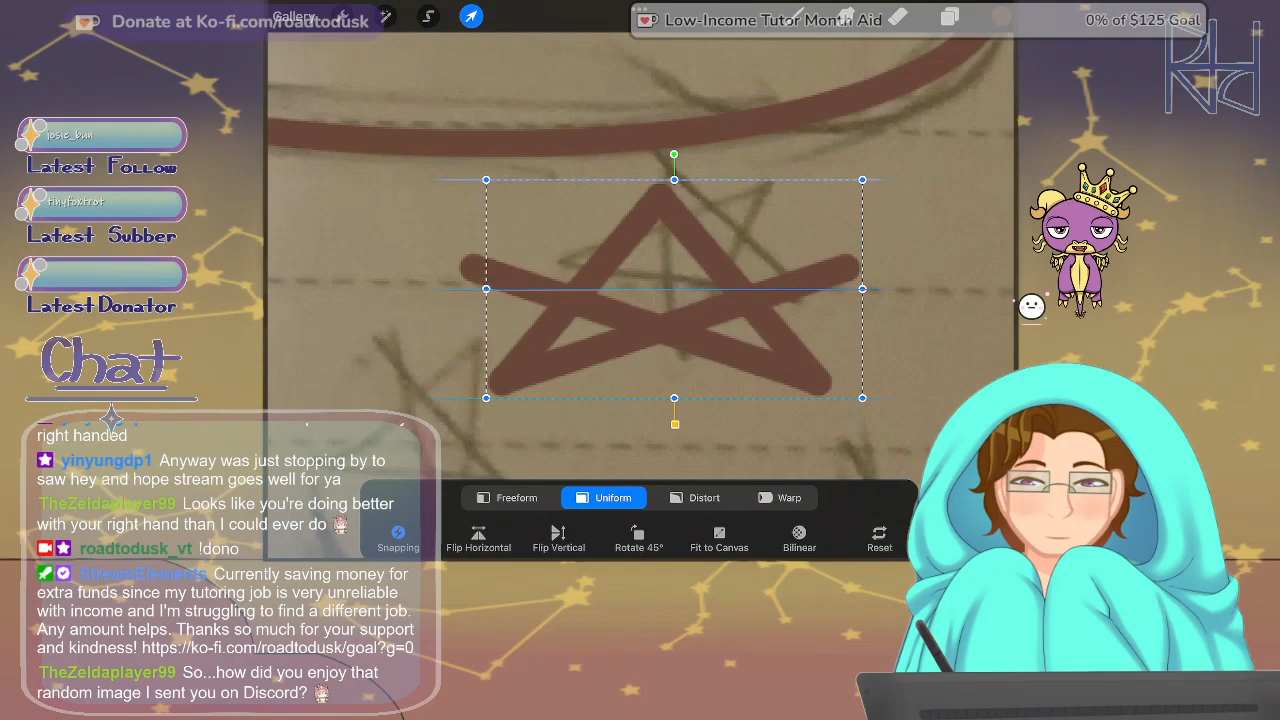 Donate at Ko-fi.com/roadtodusk
Gallery
Low-Income Tutor Month Aid
0% of $125 Goal
josie_bun
Latest Follow
tinyfoxtrot
Latest Subber
Latest Donator
Chat
right handed
yinyungdp1 Anyway was just stopping by to
saw hey and hope stream goes well for ya
TheZeldaplayer99 Looks like you're doing better
with your right hand than I could ever do
roadtodusk_vt !dono
StreamElements Currently saving money for
extra funds since my tutoring job is very unreliable
with income and I'm struggling to find a different job.
Any amount helps. Thanks so much for your support
and kindness! https://ko-fi.com/roadtodusk/goal?g=0
TheZeldaplayer99 So...how did you enjoy that
random image I sent you on Discord?
Freeform
Uniform
Distort
Warp
Snapping
Flip Horizontal
Flip Vertical
Rotate 45°
Fit to Canvas
Bilinear
Reset